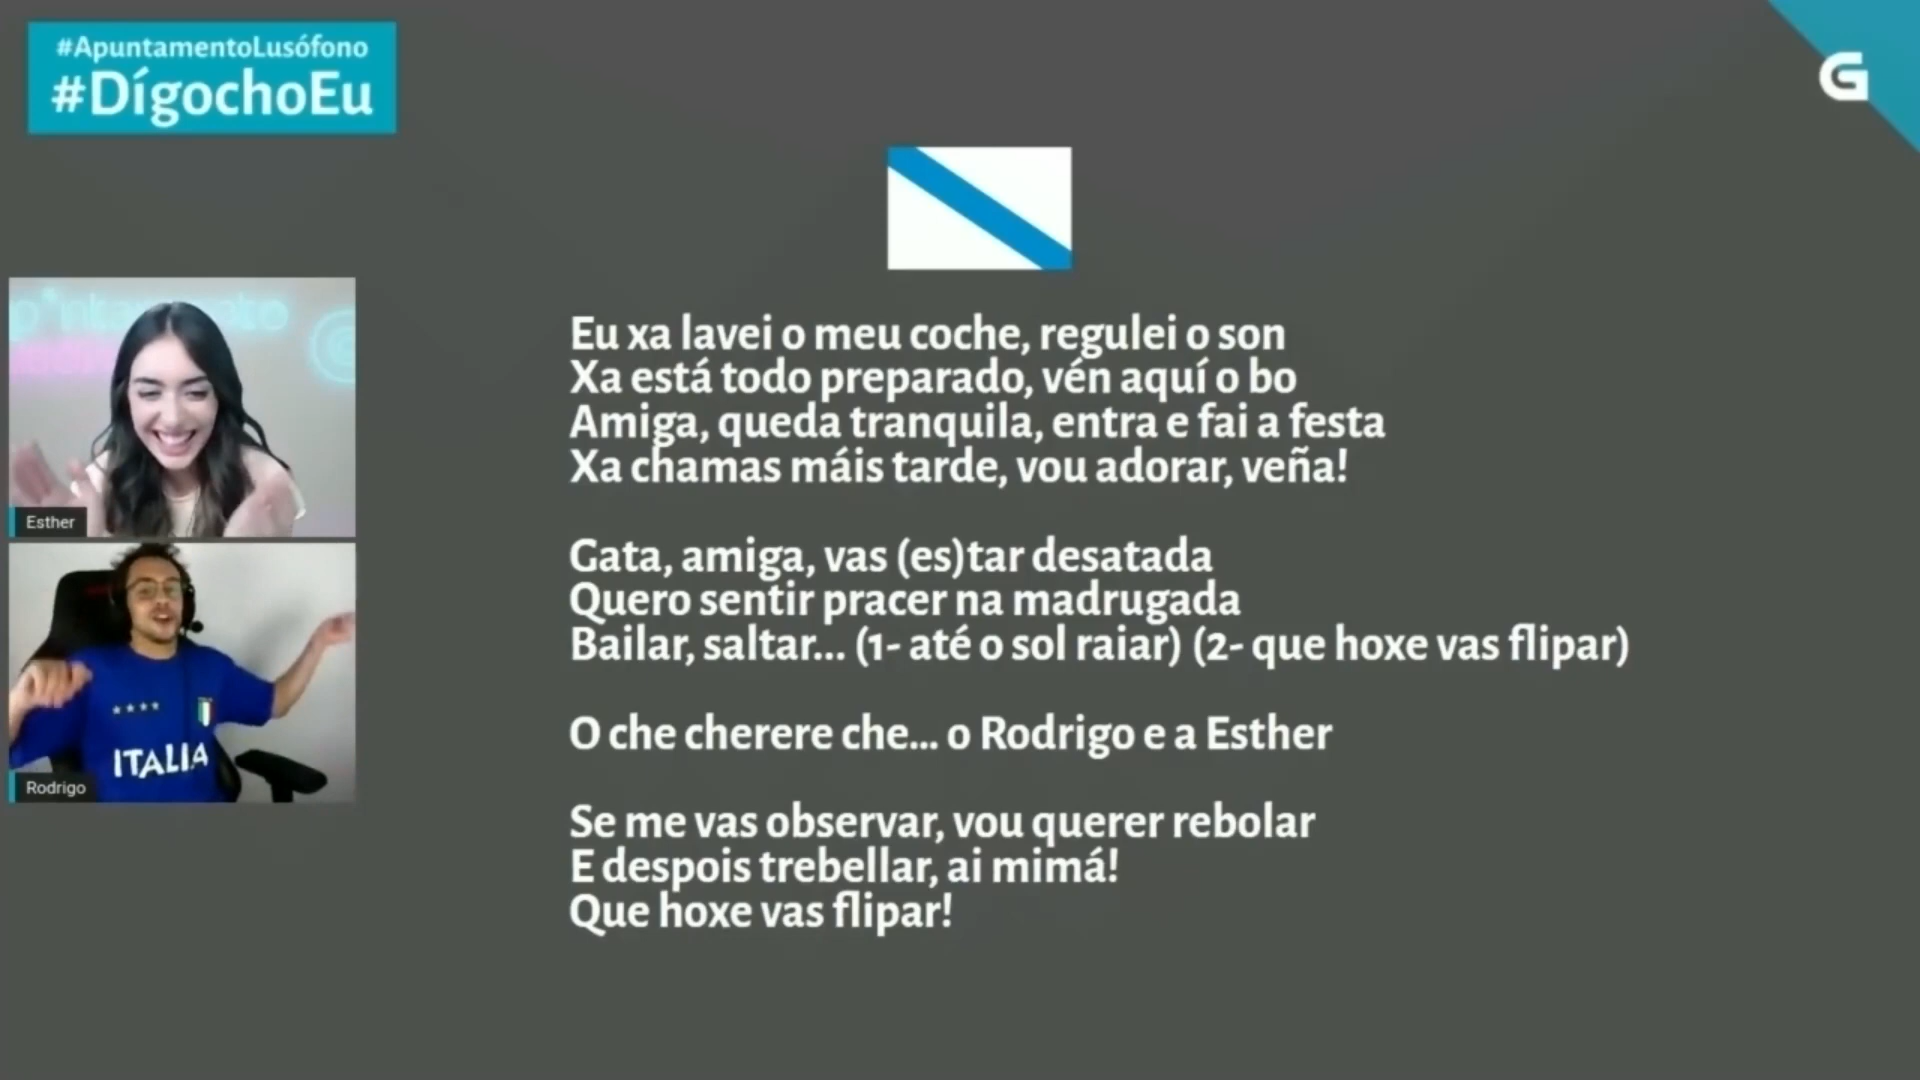 #ApuntamentoLusófono
#DígochoEu
G
Eu xa lavei o meu coche, regulei o son
Xa está todo preparado, vén aquí o bo
Amiga, queda tranquila, entra e fai a festa
Xa chamas máis tarde, vou adorar, veña!
Gata, amiga, vas (es)tar desatada
Quero sentir pracer na madrugada
Bailar, saltar... (1- até o sol raiar) (2- que hoxe vas flipar)
O che cherere che... o Rodrigo e a Esther
Se me vas observar, vou querer rebolar
E despois trebellar, ai mimá!
Que hoxe vas flipar!
Esther
ITALIA
Rodrigo